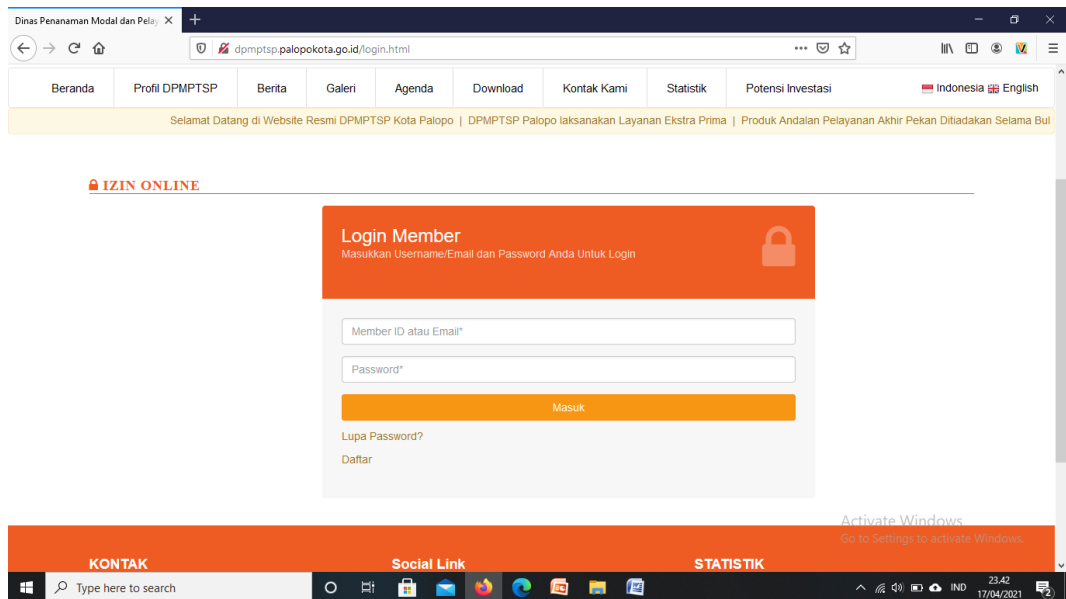 Dinas Penanaman Modal dan Pelay
dpmptsp.palopokota.go.id/login.html
Beranda Profil DPMPTSP Berita Galeri Agenda Download Kontak Kami Statistik Potensi Investasi Indonesia English
Selamat Datang di Website Resmi DPMPTSP Kota Palopo | DPMPTSP Palopo laksanakan Layanan Ekstra Prima | Produk Andalan Pelayanan Akhir Pekan Ditiadakan Selama Bul
IZIN ONLINE
Login Member
Masukkan Username/Email dan Password Anda Untuk Login
Member ID atau Email*
Password*
Masuk
Lupa Password?
Daftar
Activate Windows
Go to Settings to activate Windows.
KONTAK Social Link STATISTIK
Type here to search
IND
23.42
17/04/2021